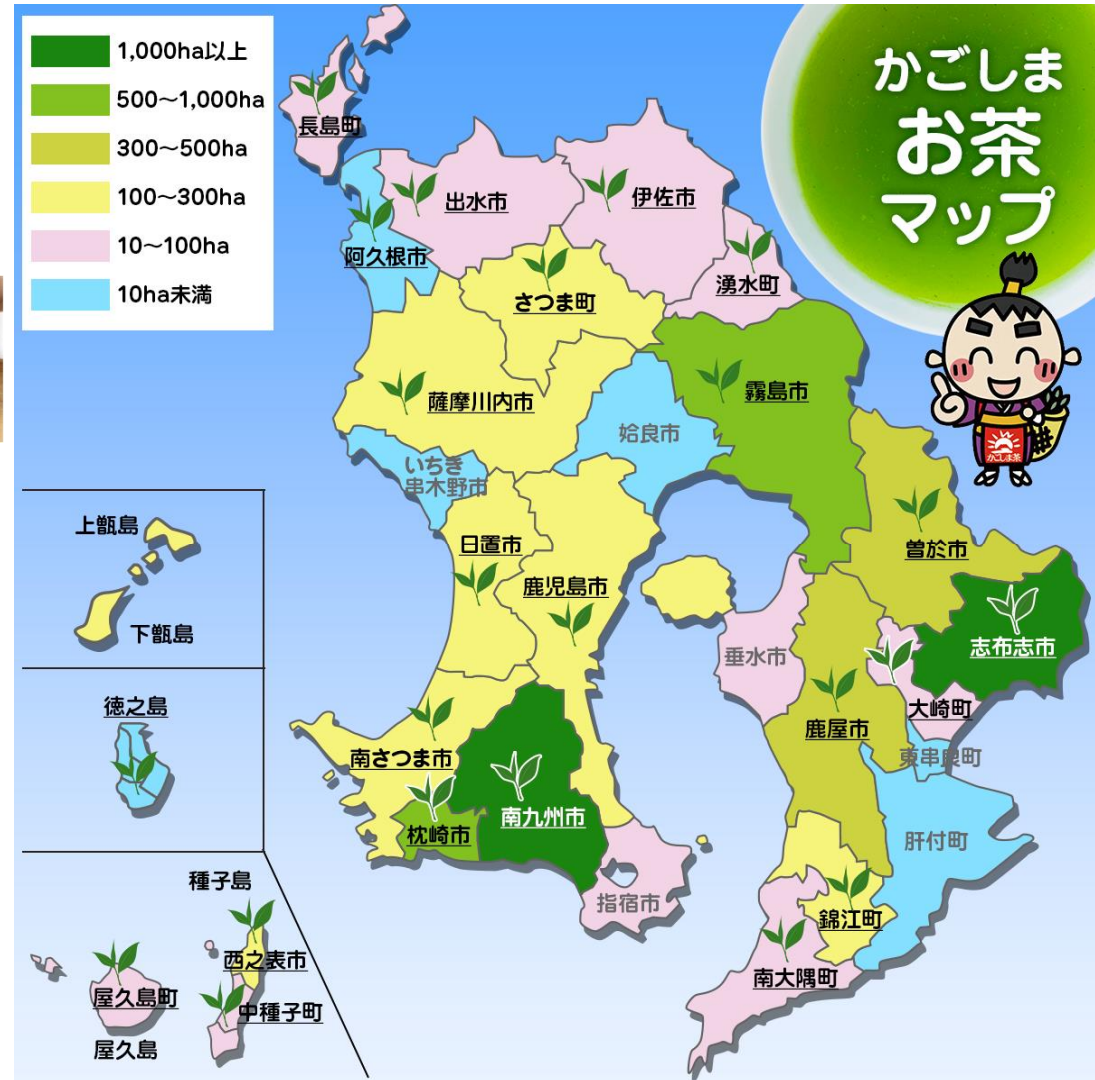 1,000ha以上
500〜1,000ha
300〜500ha
100〜300ha
10〜100ha
10ha未満
かごしま
お茶
マップ
かごしま茶
長島町
出水市
伊佐市
阿久根市
湧水町
さつま町
霧島市
薩摩川内市
姶良市
いちき
串木野市
日置市
曽於市
上甑島
鹿児島市
志布志市
下甑島
垂水市
徳之島
大崎町
鹿屋市
南さつま市
東串良町
南九州市
枕崎市
肝付町
種子島
指宿市
錦江町
西之表市
南大隅町
屋久島町
中種子町
屋久島